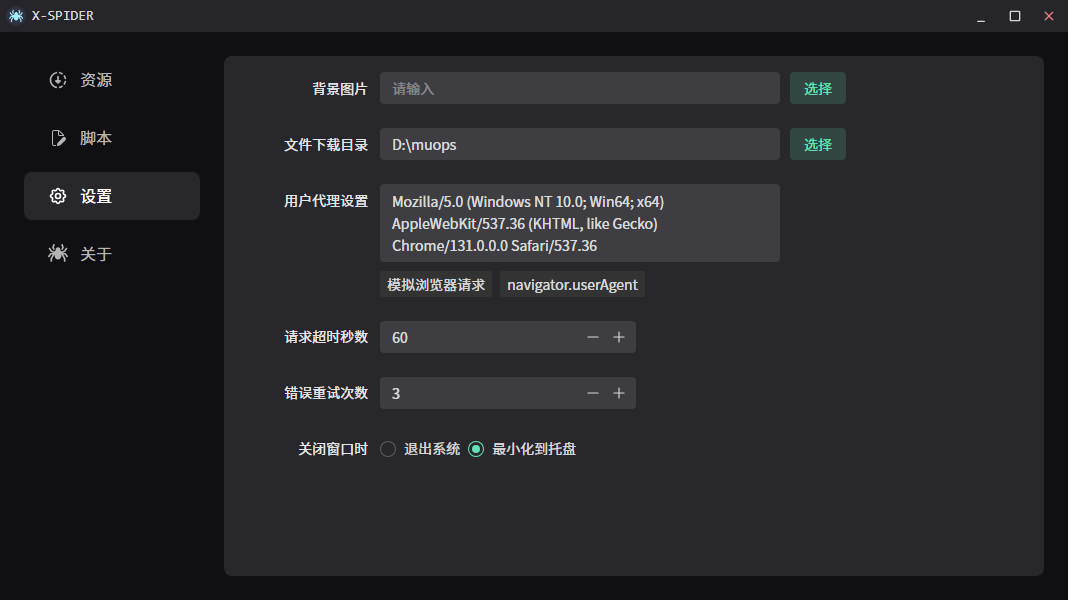 X-SPIDER
资源
脚本
设置
关于
背景图片 请输入 选择
文件下载目录 D:\muops 选择
用户代理设置 Mozilla/5.0 (Windows NT 10.0; Win64; x64)
AppleWebKit/537.36 (KHTML, like Gecko)
Chrome/131.0.0.0 Safari/537.36
模拟浏览器请求 navigator.userAgent
请求超时秒数 60
错误重试次数 3
关闭窗口时 退出系统 最小化到托盘